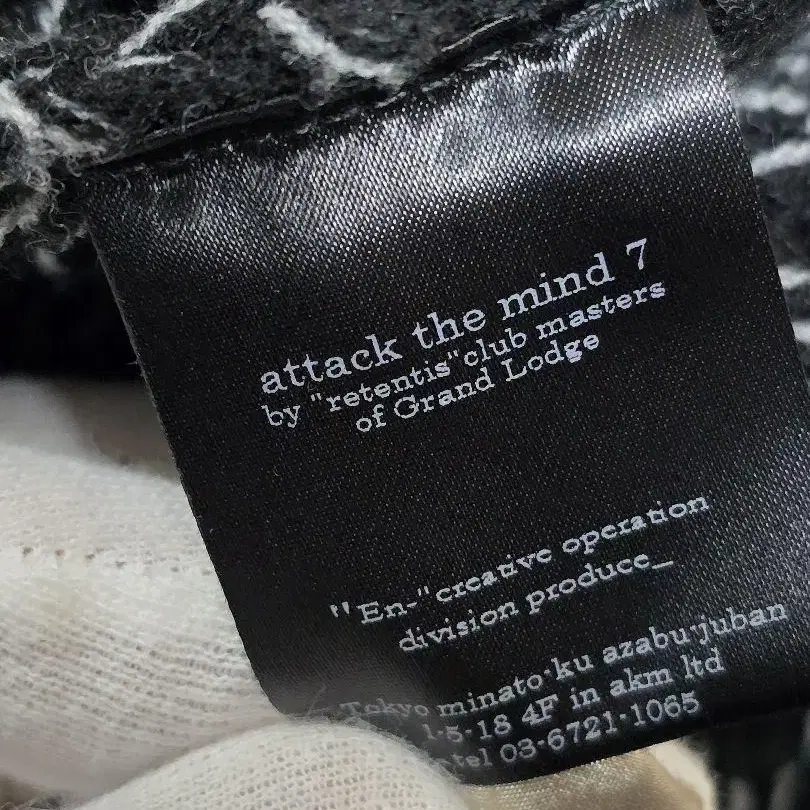 attack the mind 7
by "retentis"club masters
of Grand Lodge
"En-"creative operation
division produce_
Tokyo minato·ku azabu·juban
1·5·18 4F in akm ltd
tel 03·6721·1065